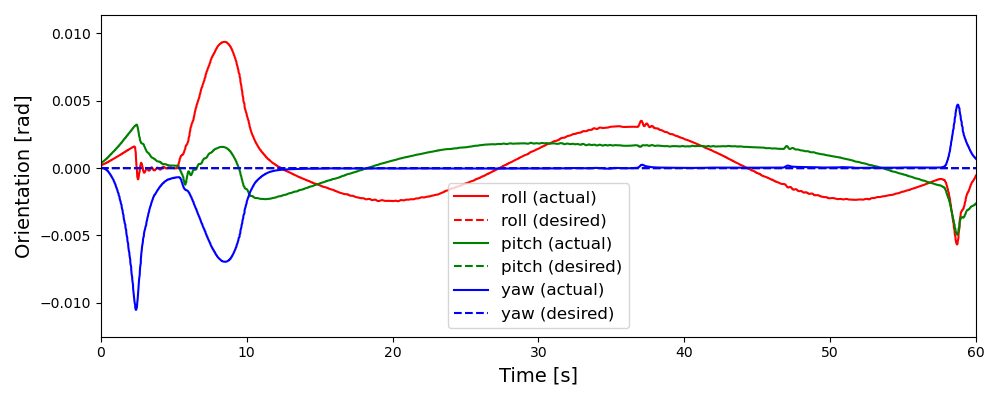 Orientation [rad]
0.010
0.005
0.000
−0.005
−0.010
roll (actual)
roll (desired)
pitch (actual)
pitch (desired)
yaw (actual)
yaw (desired)
0 10 20 30 40 50 60
Time [s]